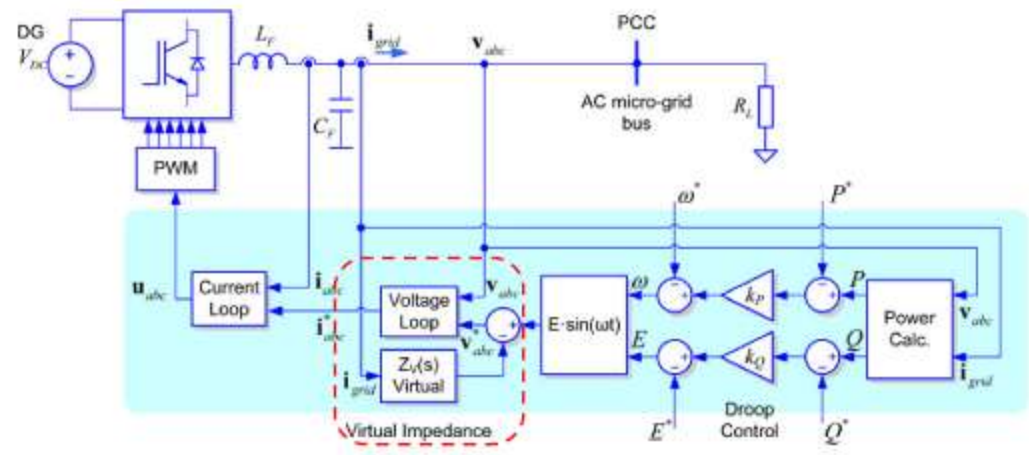 DG
V_DC
L_F
i_grid
v_abc
PCC
C_F
AC micro-grid
bus
R_L
PWM
ω*
P*
u_abc
Current
Loop
i_abc
i*_abc
Voltage
Loop
v_abc
v*_abc
E·sin(ωt)
ω
E
k_P
k_Q
P
Q
Power
Calc.
v_abc
i_grid
i_grid
Z_V(s)
Virtual
Virtual Impedance
E*
Droop
Control
Q*